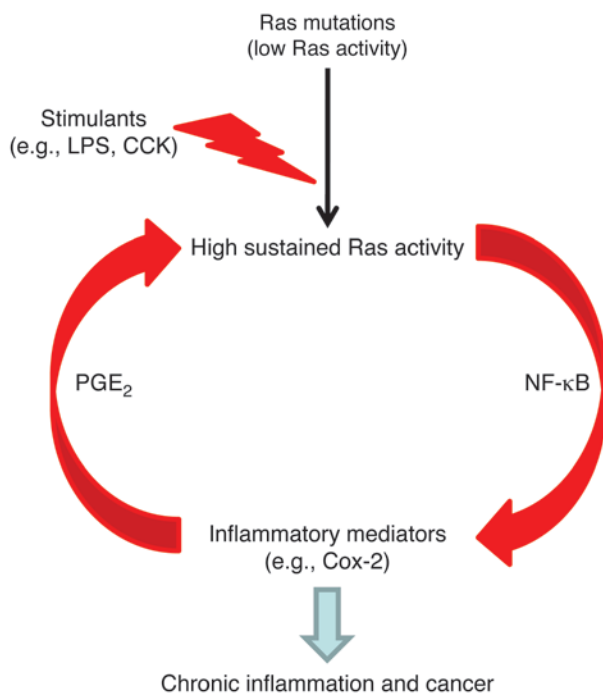 Ras mutations
(low Ras activity)
Stimulants
(e.g., LPS, CCK)
High sustained Ras activity
PGE₂
NF-κB
Inflammatory mediators
(e.g., Cox-2)
Chronic inflammation and cancer